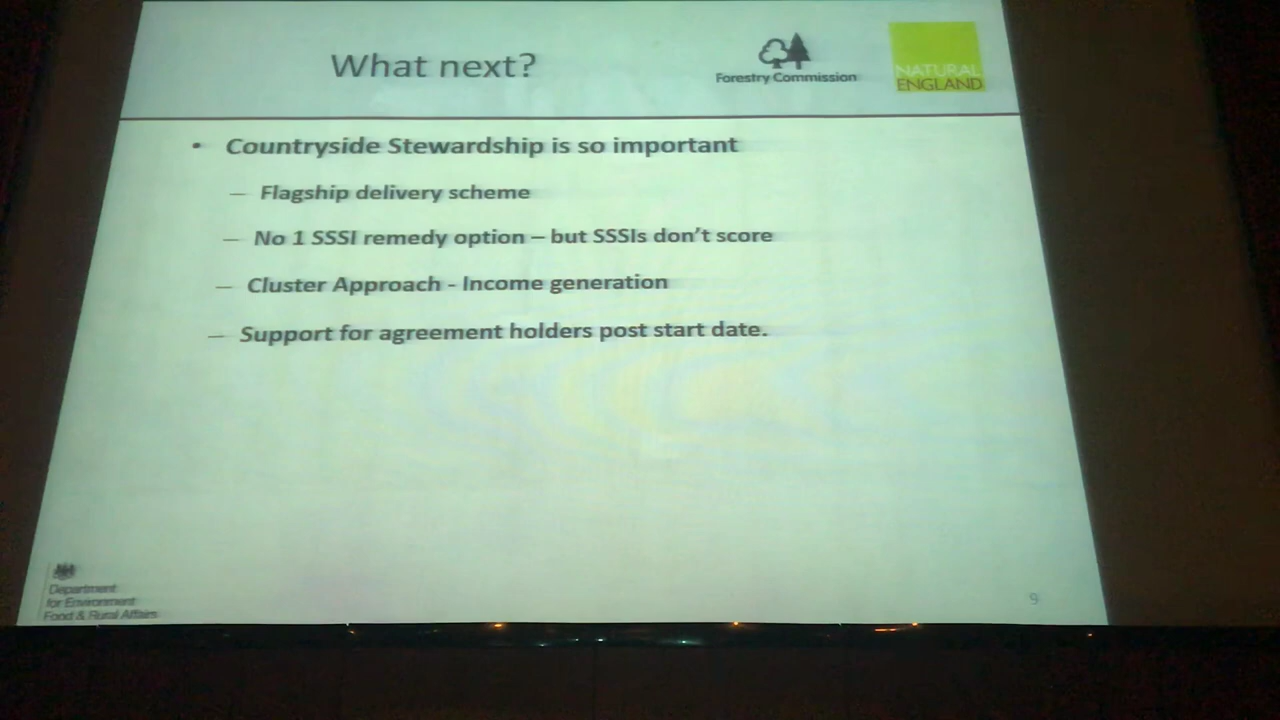 What next?
Forestry Commission
NATURAL
ENGLAND
• Countryside Stewardship is so important
– Flagship delivery scheme
– No 1 SSSI remedy option – but SSSIs don't score
– Cluster Approach - Income generation
– Support for agreement holders post start date.
Department
for Environment
Food & Rural Affairs
9